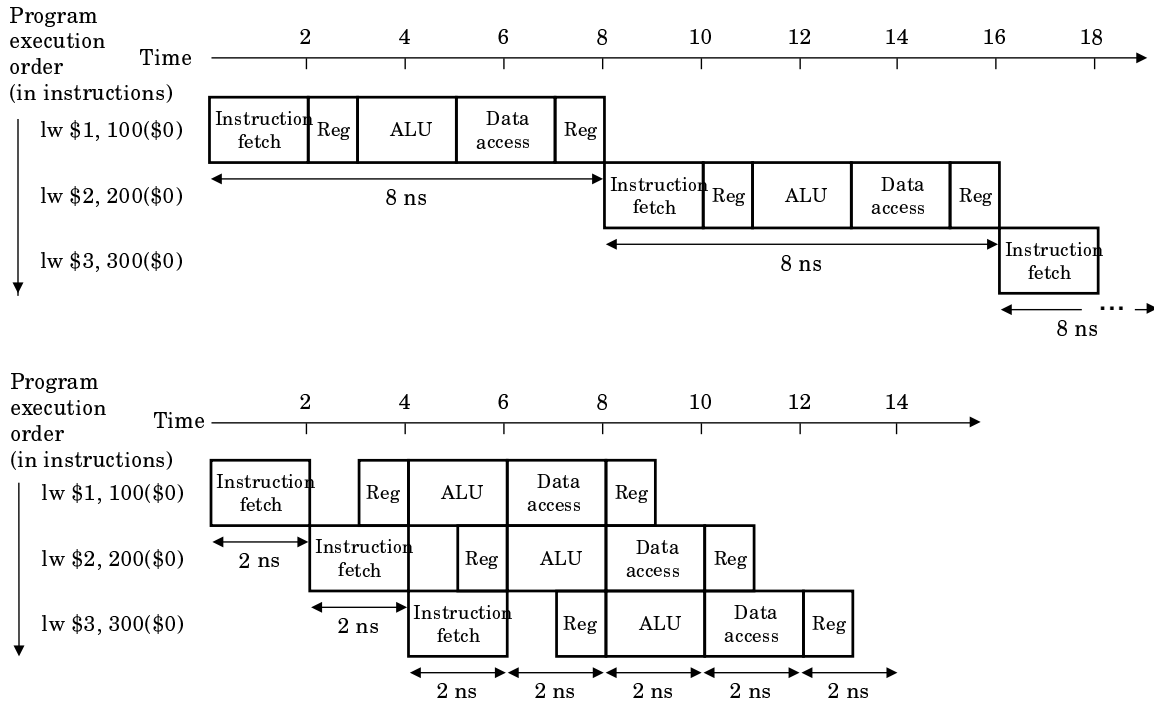 Program
execution
order
(in instructions)
Time
2 4 6 8 10 12 14 16 18
lw $1, 100($0)
Instruction
fetch
Reg
ALU
Data
access
Reg
8 ns
lw $2, 200($0)
Instruction
fetch
Reg
ALU
Data
access
Reg
8 ns
lw $3, 300($0)
Instruction
fetch
...
8 ns
Program
execution
order
(in instructions)
Time
2 4 6 8 10 12 14
lw $1, 100($0)
Instruction
fetch
Reg
ALU
Data
access
Reg
2 ns
lw $2, 200($0)
Instruction
fetch
Reg
ALU
Data
access
Reg
2 ns
lw $3, 300($0)
Instruction
fetch
Reg
ALU
Data
access
Reg
2 ns 2 ns 2 ns 2 ns 2 ns